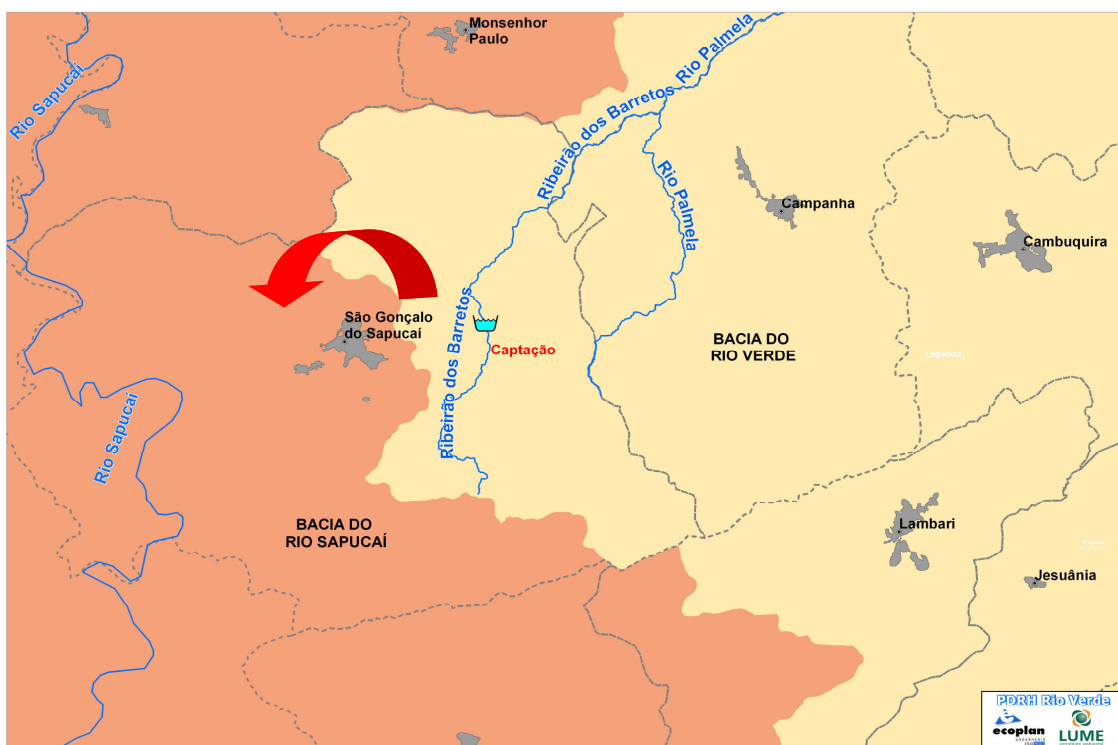 Monsenhor
Paulo
Rio Palmela
Rio Sapucaí
Ribeirão dos Barretos
Rio Palmela
Campanha
Cambuquira
São Gonçalo
do Sapucaí
Ribeirão dos Barretos
Captação
BACIA DO
RIO VERDE
Legenda:
Rio Sapucaí
BACIA DO
RIO SAPUCAÍ
Lambari
Jesuânia
PDRH Rio Verde
ecoplan
ENGENHARIA
LUME